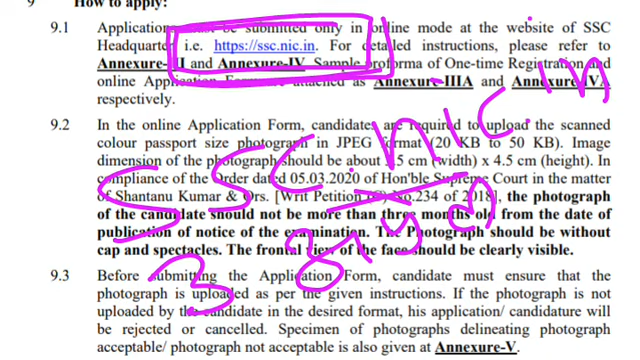 9 How to apply:
9.1 Applications must be submitted only in online mode at the website of SSC
Headquarter i.e. https://ssc.nic.in. For detailed instructions, please refer to
Annexure-III and Annexure-IV. Sample proforma of One-time Registration and
online Application Form are attached as Annexure-IIIA and Annexure-IVA
respectively.
9.2 In the online Application Form, candidates are required to upload the scanned
colour passport size photograph in JPEG format (20 KB to 50 KB). Image
dimension of the photograph should be about 3.5 cm (width) x 4.5 cm (height). In
compliance of the Order dated 05.03.2020 of Hon'ble Supreme Court in the matter
of Shantanu Kumar & Ors. [Writ Petition (C) No.234 of 2018], the photograph
of the candidate should not be more than three months old from the date of
publication of notice of the examination. The Photograph should be without
cap and spectacles. The frontal view of the face should be clearly visible.
9.3 Before submitting the Application Form, candidate must ensure that the
photograph is uploaded as per the given instructions. If the photograph is not
uploaded by the candidate in the desired format, his application/ candidature will
be rejected or cancelled. Specimen of photographs delineating photograph
acceptable/ photograph not acceptable is also given at Annexure-V.
SSC.nic.in